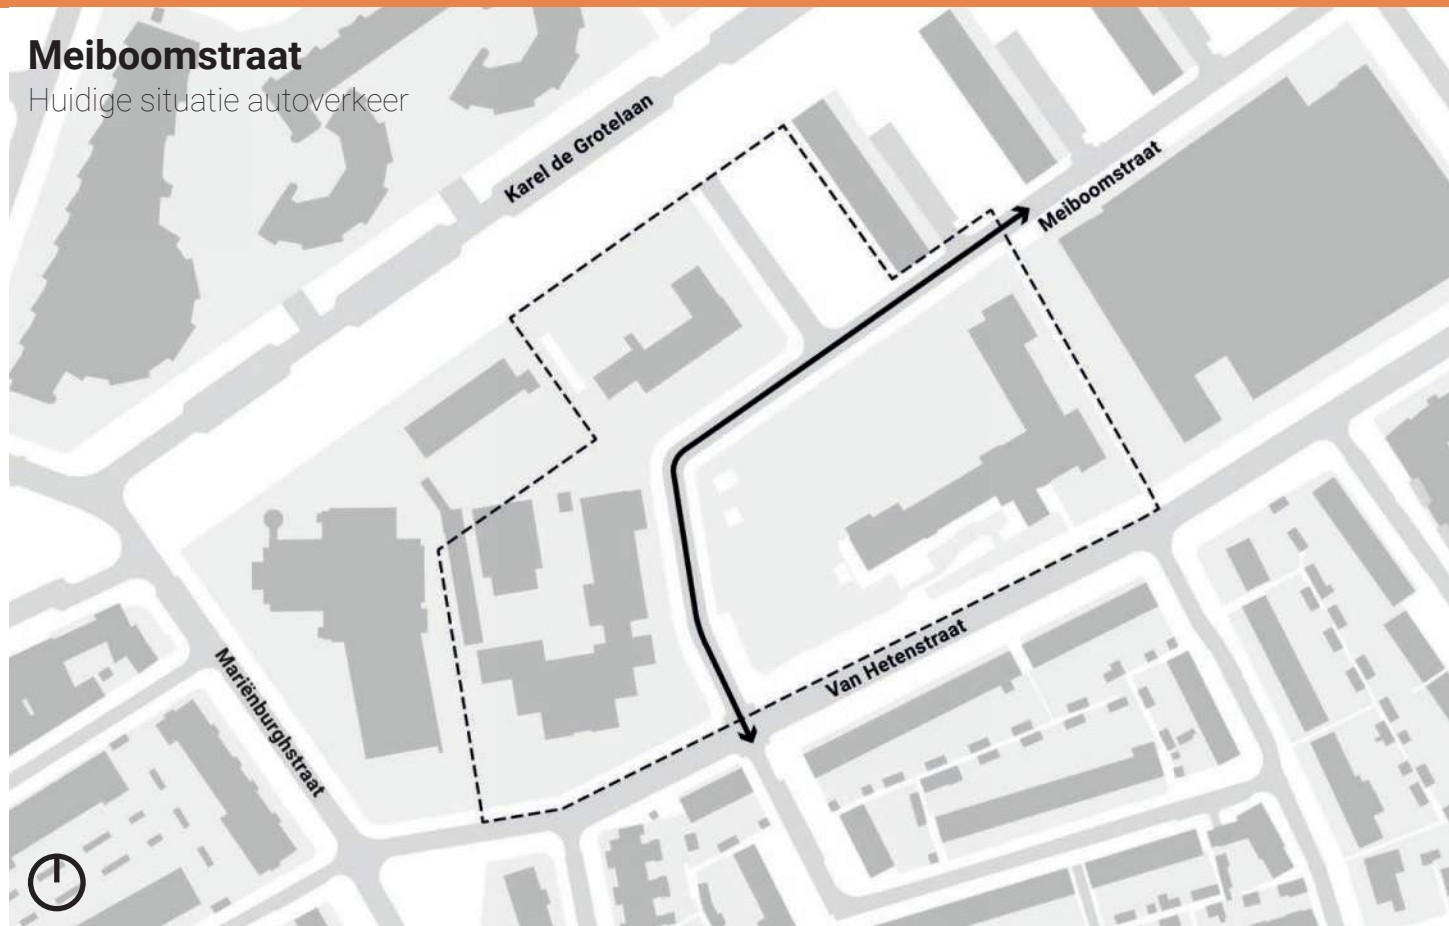 Meiboomstraat
Huidige situatie autoverkeer
Karel de Grotelaan
Meiboomstraat
Van Hetenstraat
Mariënburghstraat